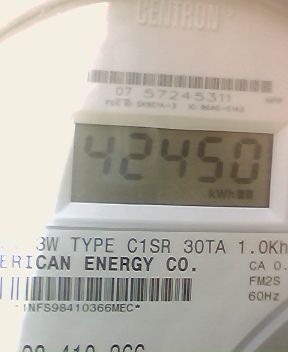 CENTRON
07 57245311
42450
kWh
3W TYPE C1SR 30TA 1.0Kh
ERICAN ENERGY CO.
CA 0.
FM2S
60Hz
*1NFS98410366MEC*